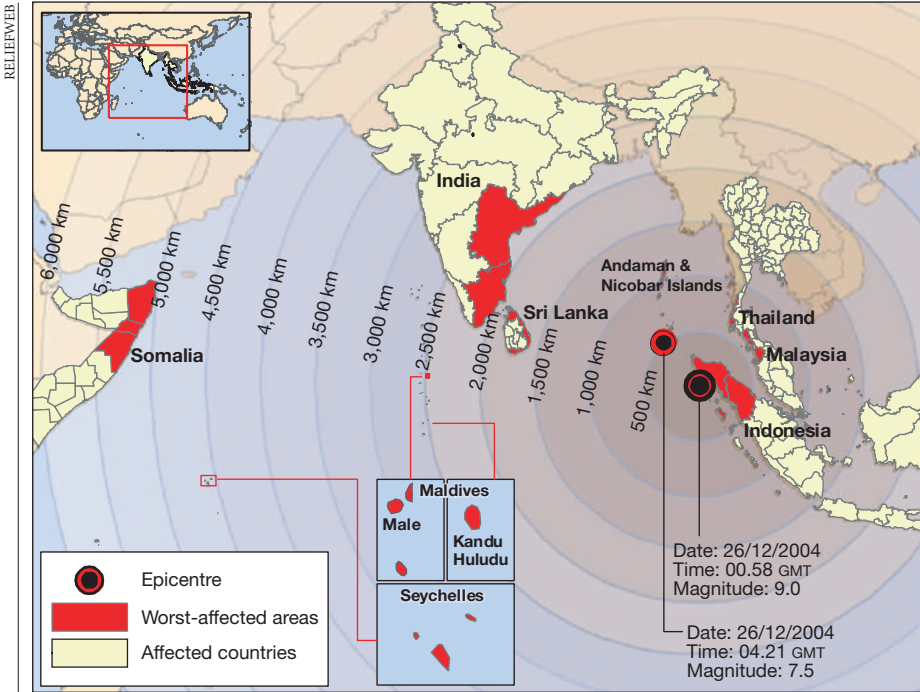 RELIEFWEB
India
Andaman &
Nicobar Islands
Sri Lanka
Thailand
Malaysia
Somalia
Indonesia
6,000 km
5,500 km
5,000 km
4,500 km
4,000 km
3,500 km
3,000 km
2,500 km
2,000 km
1,500 km
1,000 km
500 km
Maldives
Male
Kandu
Huludu
Seychelles
Date: 26/12/2004
Time: 00.58 GMT
Magnitude: 9.0
Date: 26/12/2004
Time: 04.21 GMT
Magnitude: 7.5
Epicentre
Worst-affected areas
Affected countries